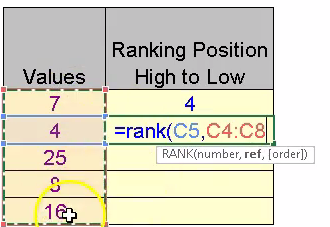 Ranking Position
Values High to Low
7 4
4 =rank(C5,C4:C8
25 RANK(number, ref, [order])
8
16